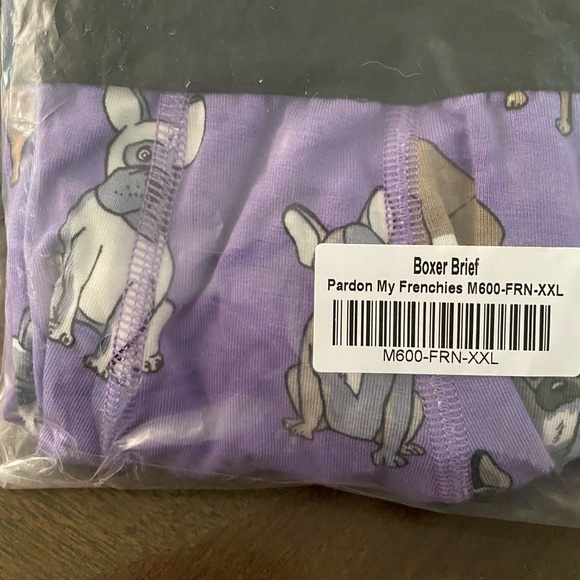 Boxer Brief
Pardon My Frenchies M600-FRN-XXL
M600-FRN-XXL